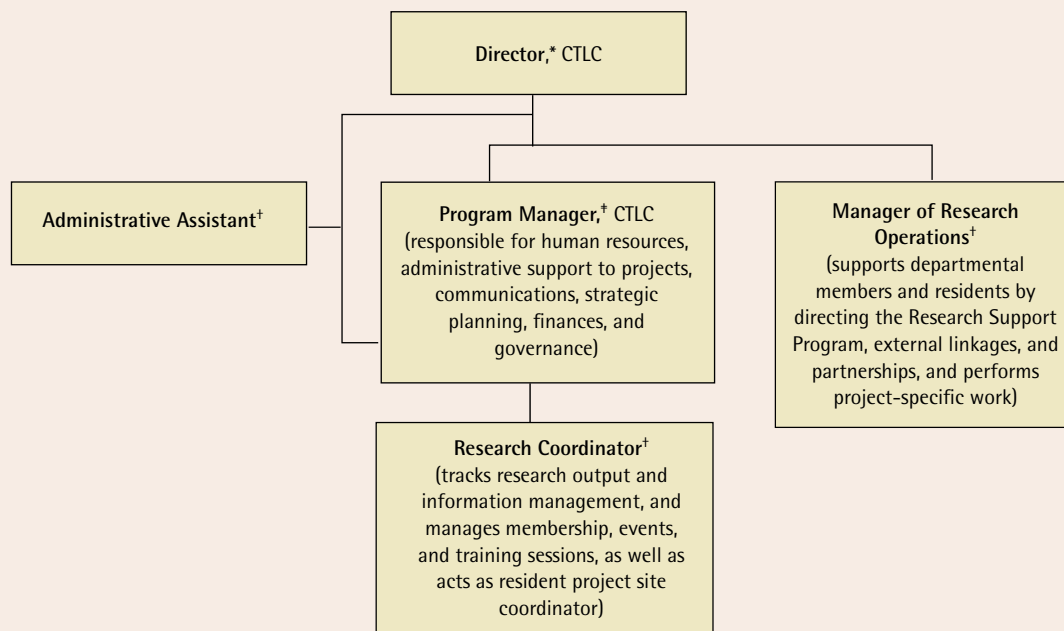 Director,* CTLC
Administrative Assistant†
Program Manager,‡ CTLC
(responsible for human resources,
administrative support to projects,
communications, strategic
planning, finances, and
governance)
Manager of Research
Operations†
(supports departmental
members and residents by
directing the Research Support
Program, external linkages, and
partnerships, and performs
project-specific work)
Research Coordinator†
(tracks research output and
information management, and
manages membership, events,
and training sessions, as well as
acts as resident project site
coordinator)